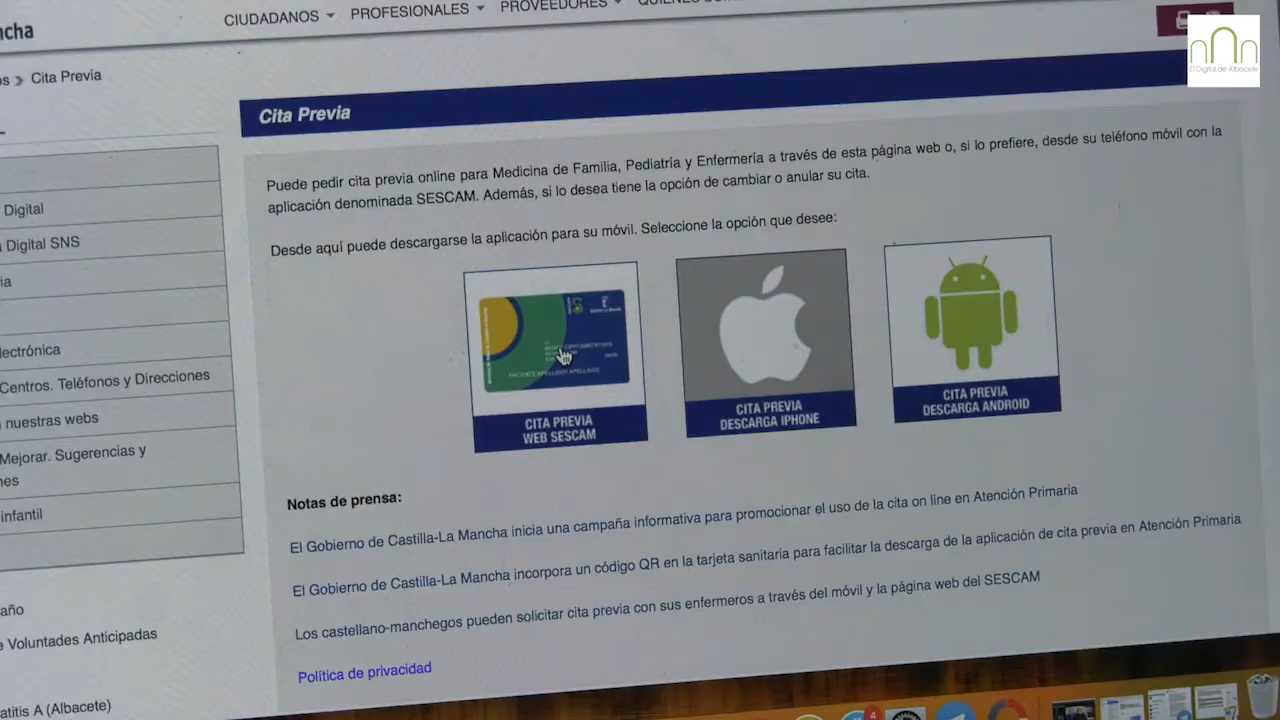 CIUDADANOS
PROFESIONALES
PROVEEDORES
ncha
Cita Previa
Cita Previa
Puede pedir cita previa online para Medicina de Familia, Pediatría y Enfermería a través de esta página web o, si lo prefiere, desde su teléfono móvil con la
aplicación denominada SESCAM. Además, si lo desea tiene la opción de cambiar o anular su cita.
Desde aquí puede descargarse la aplicación para su móvil. Seleccione la opción que desee:
CITA PREVIA
WEB SESCAM
CITA PREVIA
DESCARGA IPHONE
CITA PREVIA
DESCARGA ANDROID
Notas de prensa:
El Gobierno de Castilla-La Mancha inicia una campaña informativa para promocionar el uso de la cita on line en Atención Primaria
El Gobierno de Castilla-La Mancha incorpora un código QR en la tarjeta sanitaria para facilitar la descarga de la aplicación de cita previa en Atención Primaria
Los castellano-manchegos pueden solicitar cita previa con sus enfermeros a través del móvil y la página web del SESCAM
Política de privacidad
Digital
Digital SNS
ia
lectrónica
Centros. Teléfonos y Direcciones
nuestras webs
Mejorar. Sugerencias y
nes
infantil
año
e Voluntades Anticipadas
atitis A (Albacete)
El Digital de Albacete
4